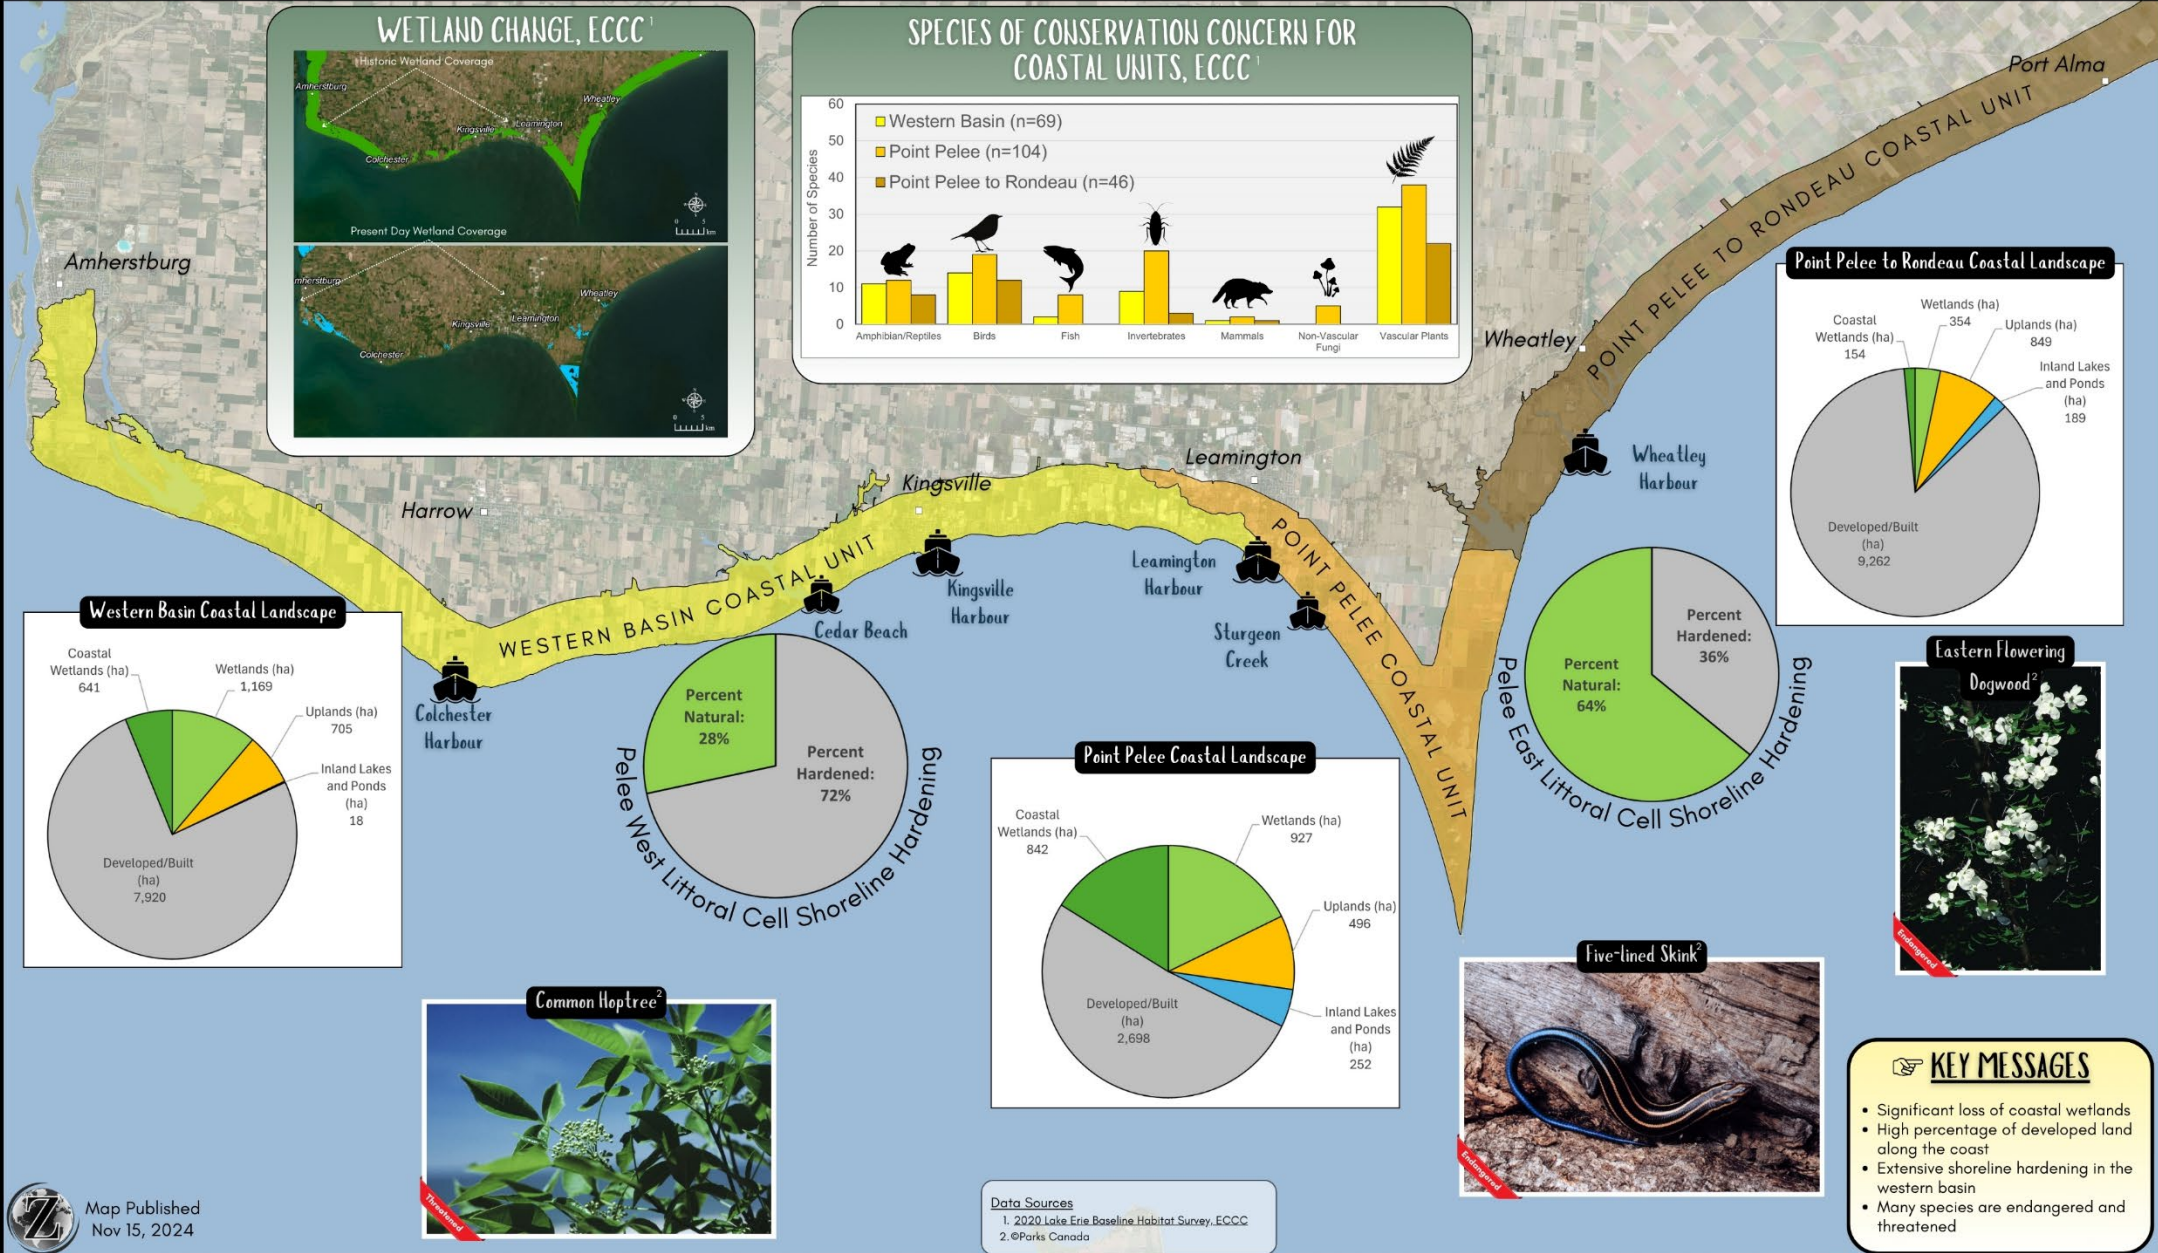 WETLAND CHANGE, ECCC 1
Historic Wetland Coverage
Amherstburg
Wheatley
Leamington
Kingsville
Colchester
0 5
km
Present Day Wetland Coverage
mherstburg
Wheatley
Leamington
Kingsville
Colchester
0 5
km
SPECIES OF CONSERVATION CONCERN FOR
COASTAL UNITS, ECCC 1
Number of Species
60
50
40
30
20
10
0
Western Basin (n=69)
Point Pelee (n=104)
Point Pelee to Rondeau (n=46)
Amphibian/Reptiles
Birds
Fish
Invertebrates
Mammals
Non-Vascular
Fungi
Vascular Plants
Port Alma
POINT PELEE TO RONDEAU COASTAL UNIT
Amherstburg
Wheatley
Point Pelee to Rondeau Coastal Landscape
Coastal
Wetlands (ha)
154
Wetlands (ha)
354
Uplands (ha)
849
Inland Lakes
and Ponds
(ha)
189
Developed/Built
(ha)
9,262
Leamington
Kingsville
Harrow
Wheatley
Harbour
WESTERN BASIN COASTAL UNIT
POINT PELEE COASTAL UNIT
Leamington
Harbour
Kingsville
Harbour
Cedar Beach
Sturgeon
Creek
Colchester
Harbour
Western Basin Coastal Landscape
Coastal
Wetlands (ha)
641
Wetlands (ha)
1,169
Uplands (ha)
705
Inland Lakes
and Ponds
(ha)
18
Developed/Built
(ha)
7,920
Percent
Natural:
28%
Percent
Hardened:
72%
Pelee West Littoral Cell Shoreline Hardening
Percent
Natural:
64%
Percent
Hardened:
36%
Pelee East Littoral Cell Shoreline Hardening
Point Pelee Coastal Landscape
Coastal
Wetlands (ha)
842
Wetlands (ha)
927
Uplands (ha)
496
Inland Lakes
and Ponds
(ha)
252
Developed/Built
(ha)
2,698
Eastern Flowering
Dogwood2
Endangered
Five-lined Skink2
Endangered
Common Hoptree2
Threatened
KEY MESSAGES
• Significant loss of coastal wetlands
• High percentage of developed land
along the coast
• Extensive shoreline hardening in the
western basin
• Many species are endangered and
threatened
Data Sources
1. 2020 Lake Erie Baseline Habitat Survey, ECCC
2. ©Parks Canada
Z
Map Published
Nov 15, 2024